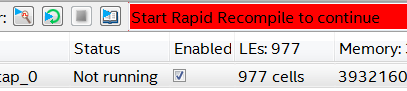 r: Start Rapid Recompile to continue
Status Enabled LEs: 977 Memory:
tap_0 Not running 977 cells 3932160